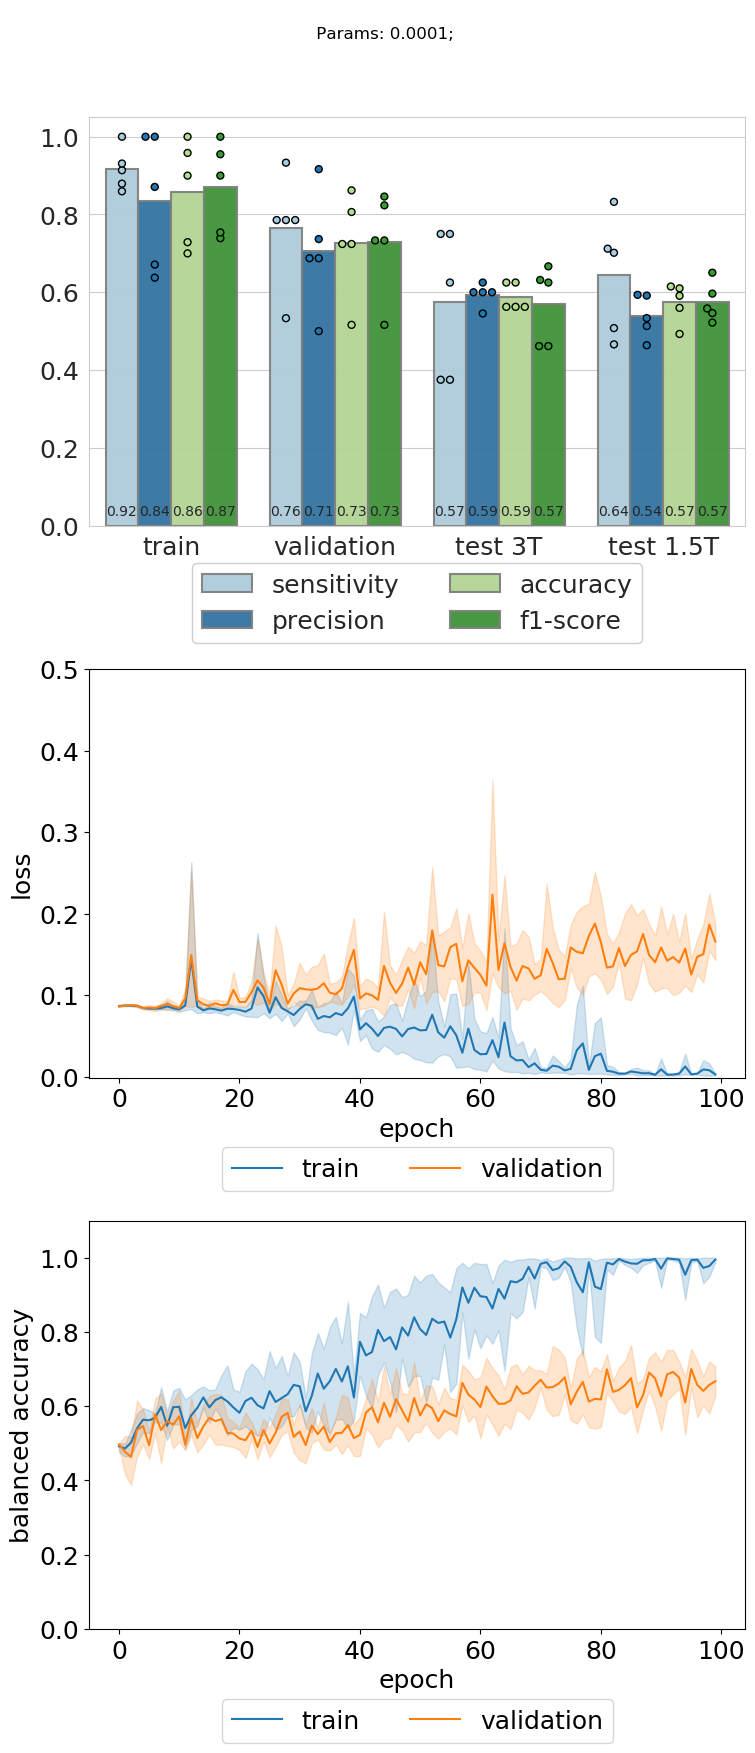 Params: 0.0001;
1.0
0.8
0.6
0.4
0.2
0.0
0.92 0.84 0.86 0.87 0.76 0.71 0.73 0.73 0.57 0.59 0.59 0.57 0.64 0.54 0.57 0.57
train validation test 3T test 1.5T
sensitivity accuracy
precision f1-score
0.5
0.4
0.3
0.2
0.1
0.0
loss
0 20 40 60 80 100
epoch
train validation
1.0
0.8
0.6
0.4
0.2
0.0
balanced accuracy
0 20 40 60 80 100
epoch
train validation